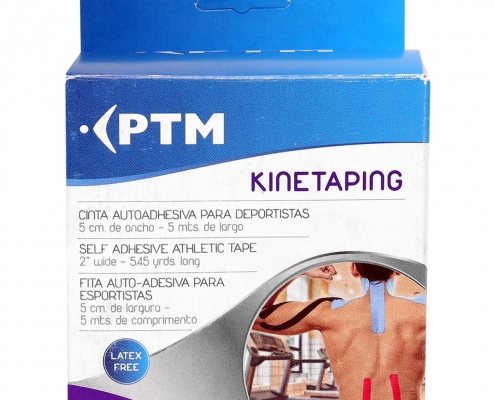 PTM
KINETAPING
CINTA AUTOADHESIVA PARA DEPORTISTAS
5 cm. de ancho - 5 mts. de largo
SELF ADHESIVE ATHLETIC TAPE
2" wide - 5.45 yrds. long
FITA AUTO-ADESIVA PARA
ESPORTISTAS
5 cm. de largura -
5 mts. de comprimento
LATEX
FREE